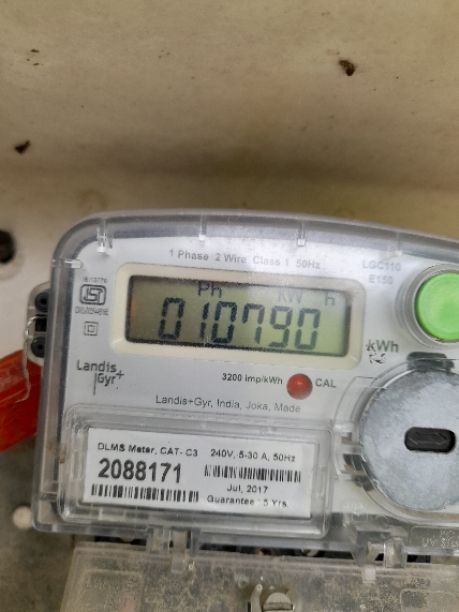 1 Phase 2 Wire Class 1 50Hz
LGC110
E150
Ph kW h
010790
kWh
3200 imp/kWh
CAL
Landis+Gyr, India, Joka, Made
Landis
Gyr+
DLMS Meter, CAT- C3 240V, 5-30 A, 50Hz
2088171
Jul, 2017
Guarantee : 5 Yrs.